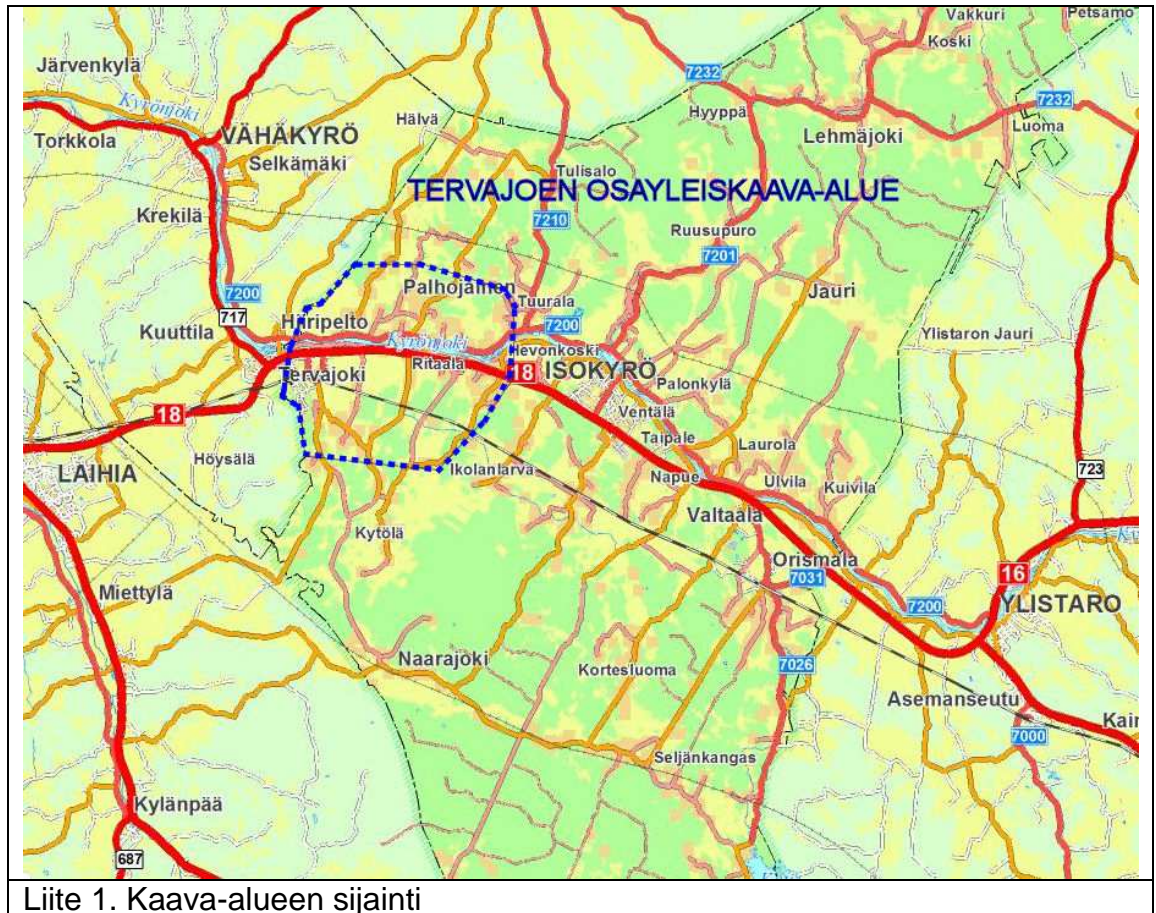 Vakkuri
Petsamo
Koski
Järvenkylä
7232
Kyrönjoki
Hälvä
Hyyppä
7232
Torkkola
VÄHÄKYRÖ
Lehmäjoki
Luoma
Selkämäki
Tulisalo
TERVAJOEN OSAYLEISKAAVA-ALUE
Krekilä
7210
Ruusupuro
7201
7200
Palhojainen
Jauri
717
Tuurala
Kuuttila
Hiiripelto
7200
Ylistaron Jauri
Kyrönjoki
Hevonkoski
Tervajoki
Ritaala
18
ISOKYRÖ
Palonkylä
18
Ventälä
Taipale
Laurola
LAIHIA
Höysälä
Ikolanlarva
Napue
Ulvila
Kuivila
723
Valtaala
Kytölä
Orismala
16
Miettylä
7031
7200
YLISTARO
Naarajoki
Kortesluoma
7026
Asemanseutu
Kain
7000
Seljänkangas
Kylänpää
687
Liite 1. Kaava-alueen sijainti